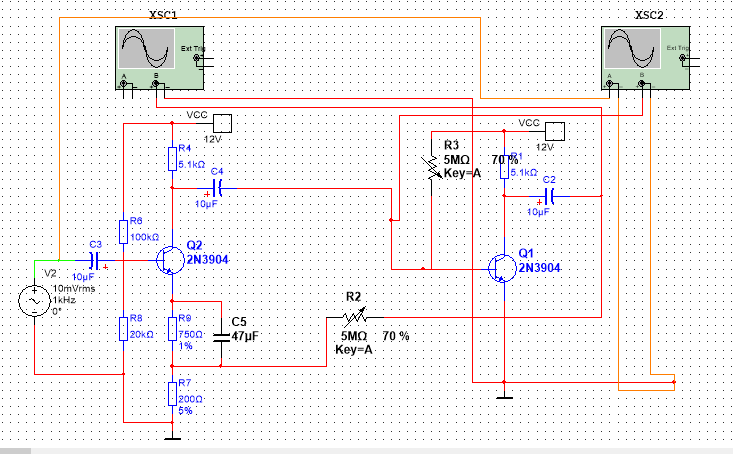 XSC1
XSC2
Ext Trig
A
B
Ext Trig
A
B
VCC
12V
VCC
12V
R4
5.1kΩ
R3
5MΩ 70 %
Key=A
R1
5.1kΩ
C4
10µF
C2
10µF
R6
100kΩ
Q2
2N3904
Q1
2N3904
C3
10µF
V2
10mVrms
1kHz
0°
R8
20kΩ
R9
750Ω
1%
C5
47µF
R2
5MΩ 70 %
Key=A
R7
200Ω
5%